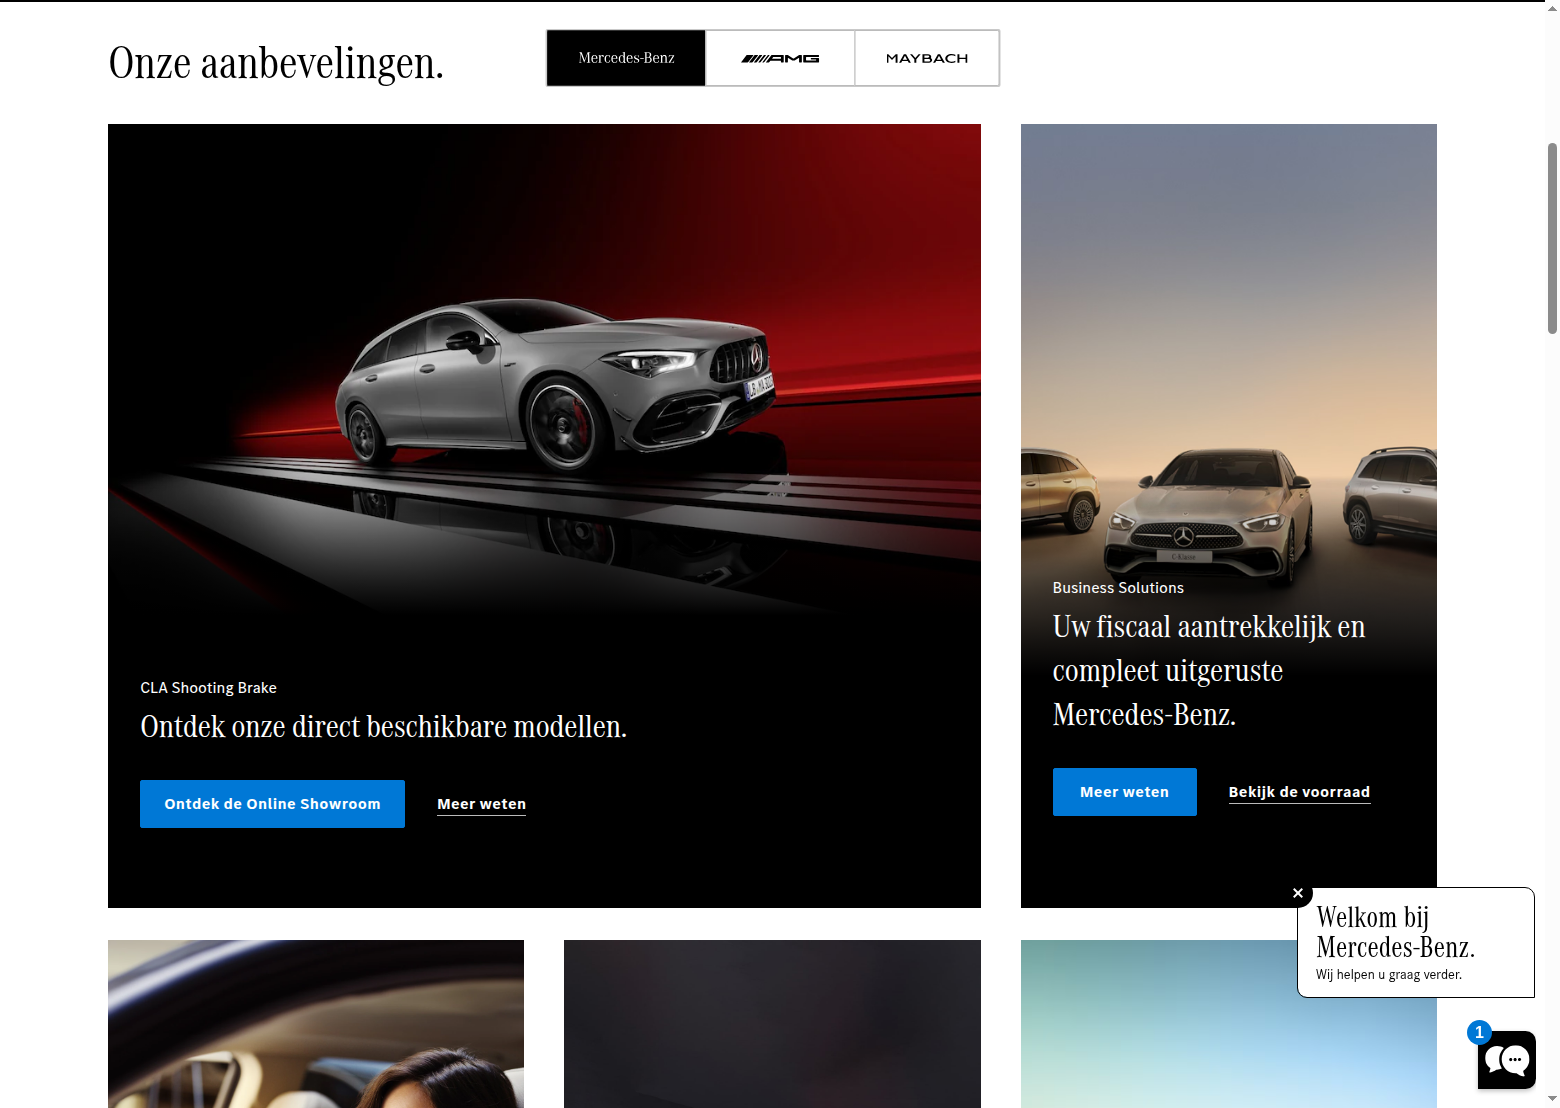 Onze aanbevelingen.
Mercedes-Benz
AMG
MAYBACH
CLA Shooting Brake
Ontdek onze direct beschikbare modellen.
Ontdek de Online Showroom
Meer weten
C-Klasse
Business Solutions
Uw fiscaal aantrekkelijk en
compleet uitgeruste
Mercedes-Benz.
Meer weten
Bekijk de voorraad
Welkom bij
Mercedes-Benz.
Wij helpen u graag verder.
1